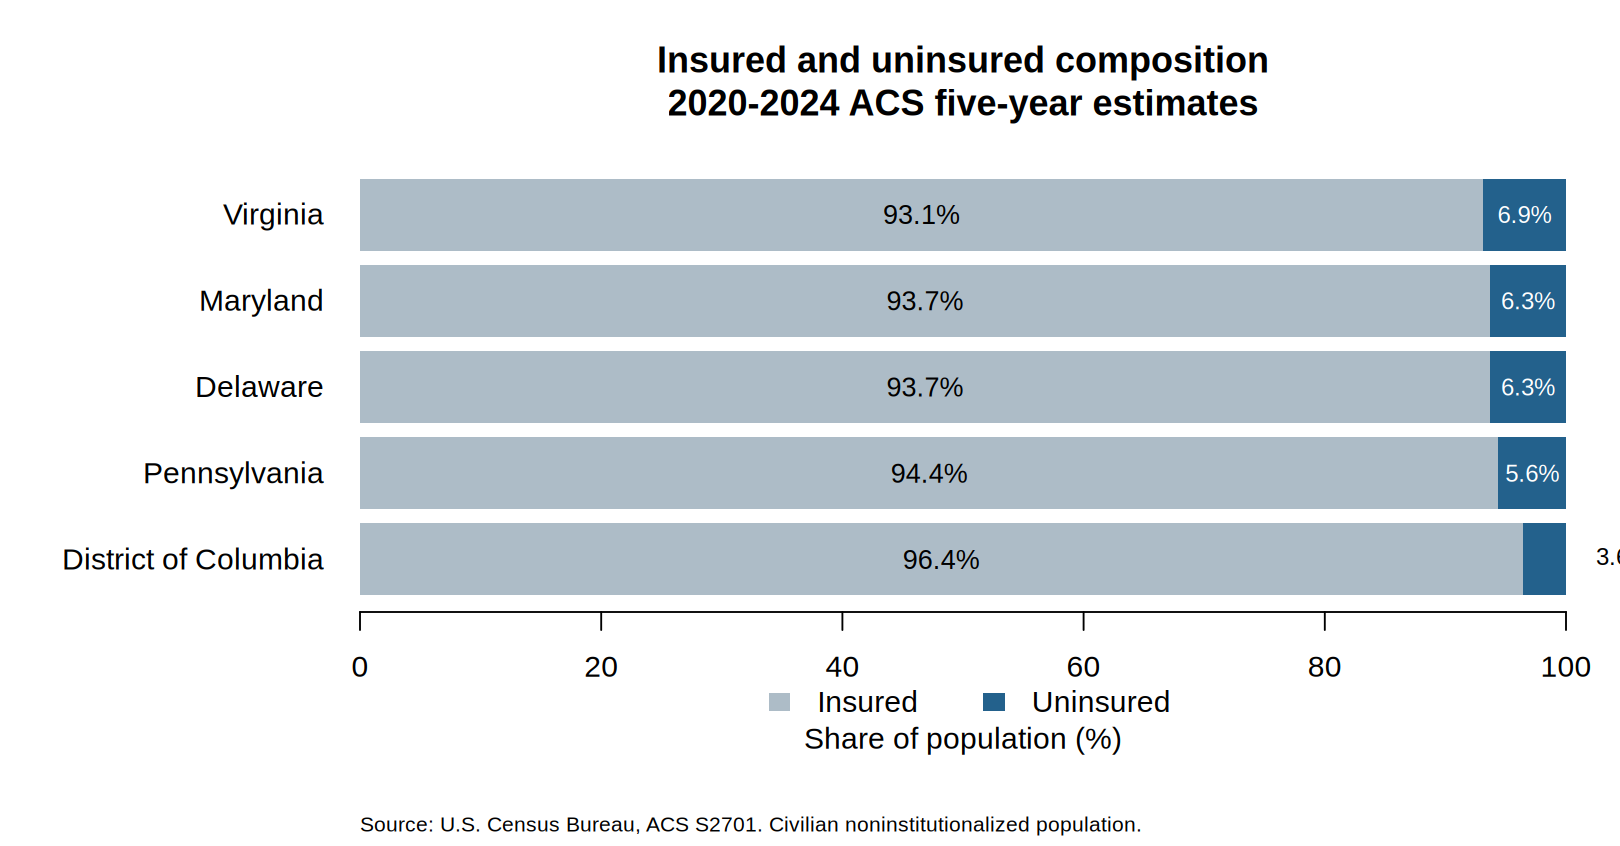 Insured and uninsured composition
2020-2024 ACS five-year estimates
Virginia 93.1% 6.9%
Maryland 93.7% 6.3%
Delaware 93.7% 6.3%
Pennsylvania 94.4% 5.6%
District of Columbia 96.4%
0 20 40 60 80 100
Insured Uninsured
Share of population (%)
Source: U.S. Census Bureau, ACS S2701. Civilian noninstitutionalized population.